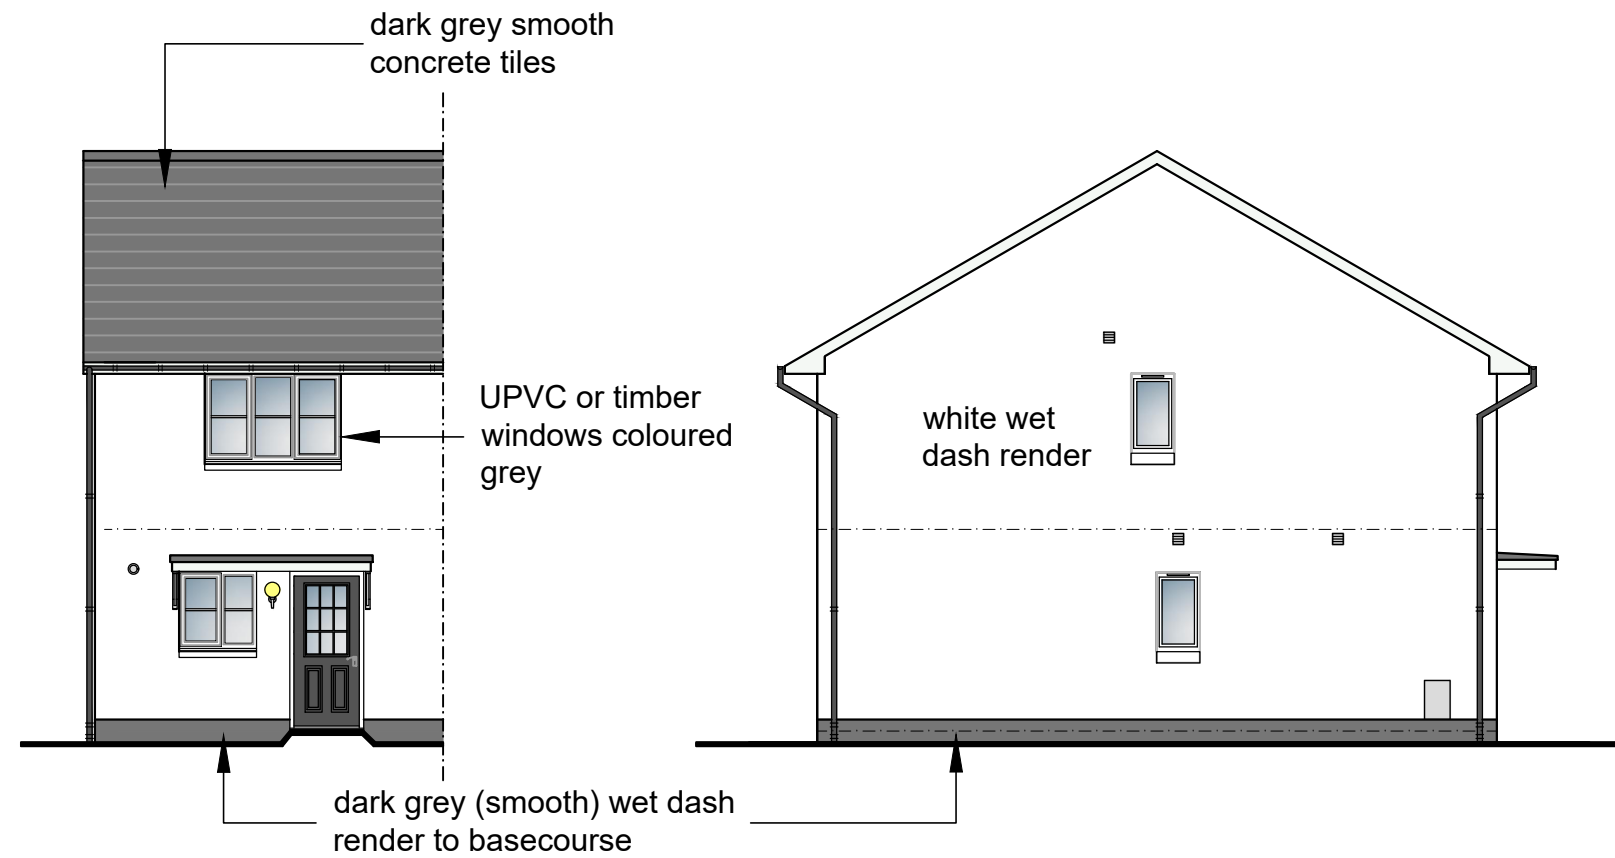 dark grey smooth
concrete tiles
UPVC or timber
windows coloured
grey
white wet
dash render
dark grey (smooth) wet dash
render to basecourse